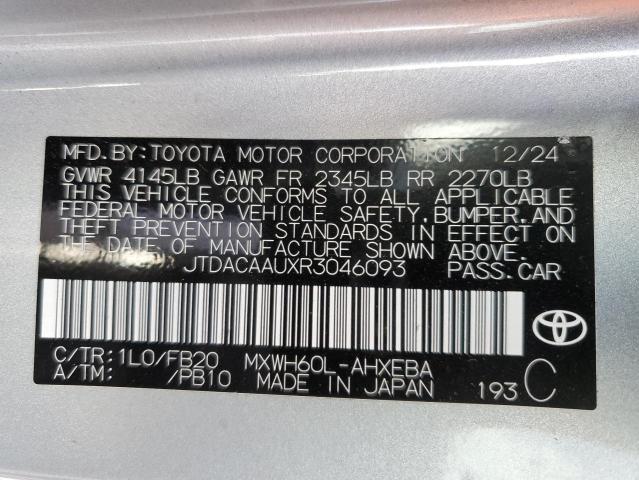 MFD.BY:TOYOTA MOTOR CORPORATION 12/24
GVWR 4145LB GAWR FR 2345LB RR 2270LB
THIS VEHICLE CONFORMS TO ALL APPLICABLE
FEDERAL MOTOR VEHICLE SAFETY,BUMPER,AND
THEFT PREVENTION STANDARDS IN EFFECT ON
THE DATE OF MANUFACTURE SHOWN ABOVE.
JTDACAAUXR3046093 PASS.CAR
C/TR:1L0/FB20 MXWH60L-AHXEBA
A/TM: /PB10 MADE IN JAPAN 193 C